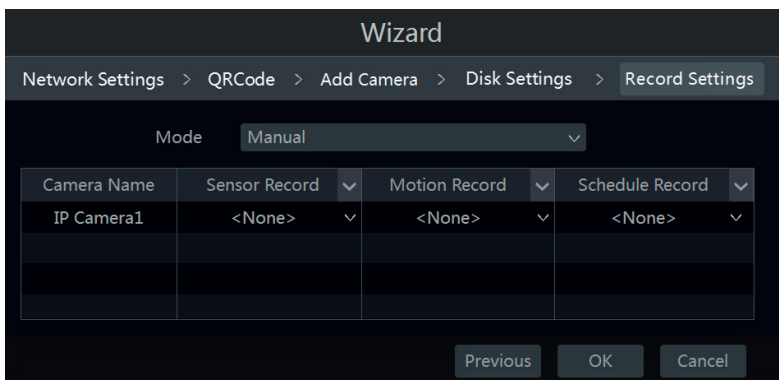 Wizard
Network Settings > QRCode > Add Camera > Disk Settings > Record Settings
Mode Manual
Camera Name Sensor Record Motion Record Schedule Record
IP Camera1 <None> <None> <None>
Previous OK Cancel